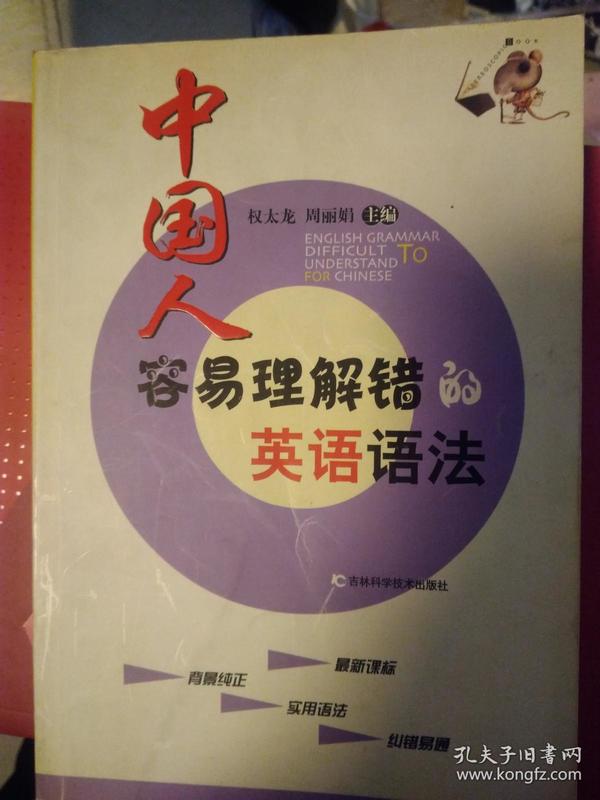 BOOK
中国人
权太龙 周丽娟 主编
ENGLISH GRAMMAR
DIFFICULT TO
UNDERSTAND
FOR CHINESE
容易理解错的
英语语法
吉林科学技术出版社
最新课标
背景纯正
实用语法
纠错易通
孔夫子旧书网
www.kongfz.com